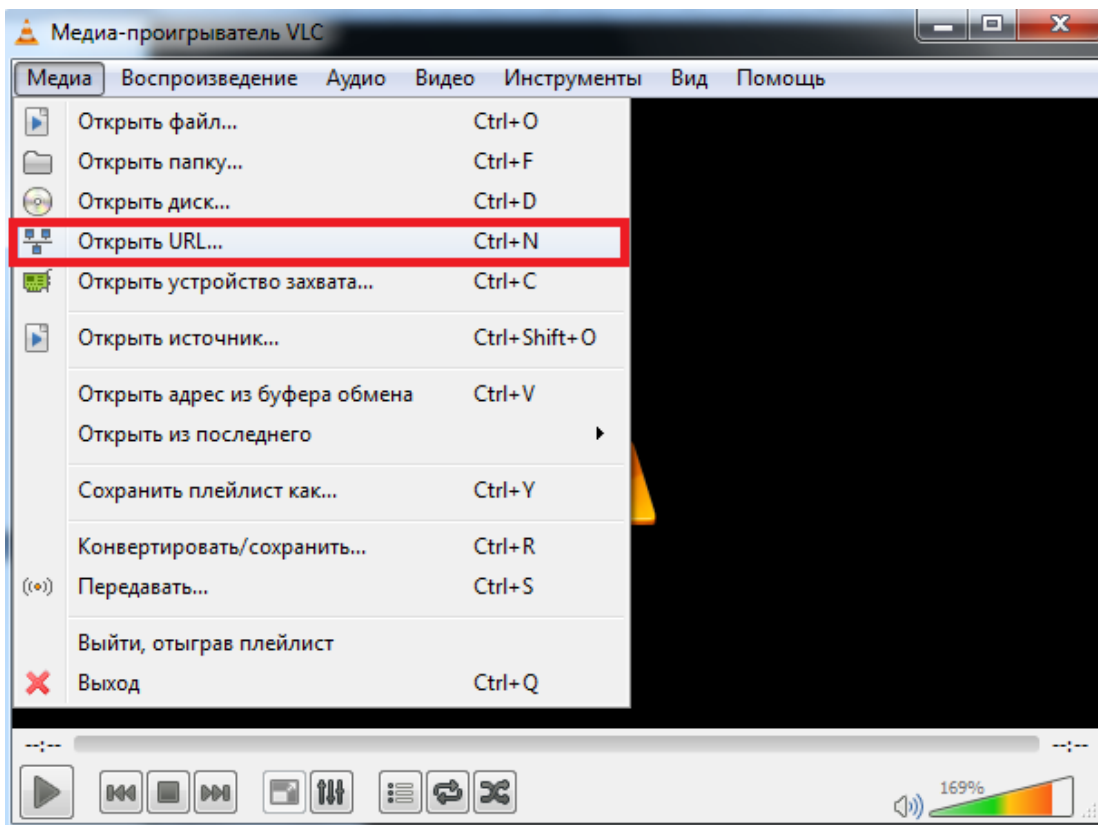 Медиа-проигрыватель VLC
Медиа Воспроизведение Аудио Видео Инструменты Вид Помощь
Открыть файл... Ctrl+O
Открыть папку... Ctrl+F
Открыть диск... Ctrl+D
Открыть URL... Ctrl+N
Открыть устройство захвата... Ctrl+C
Открыть источник... Ctrl+Shift+O
Открыть адрес из буфера обмена Ctrl+V
Открыть из последнего
Сохранить плейлист как... Ctrl+Y
Конвертировать/сохранить... Ctrl+R
Передавать... Ctrl+S
Выйти, отыграв плейлист
Выход Ctrl+Q
--:-- --:--
169%